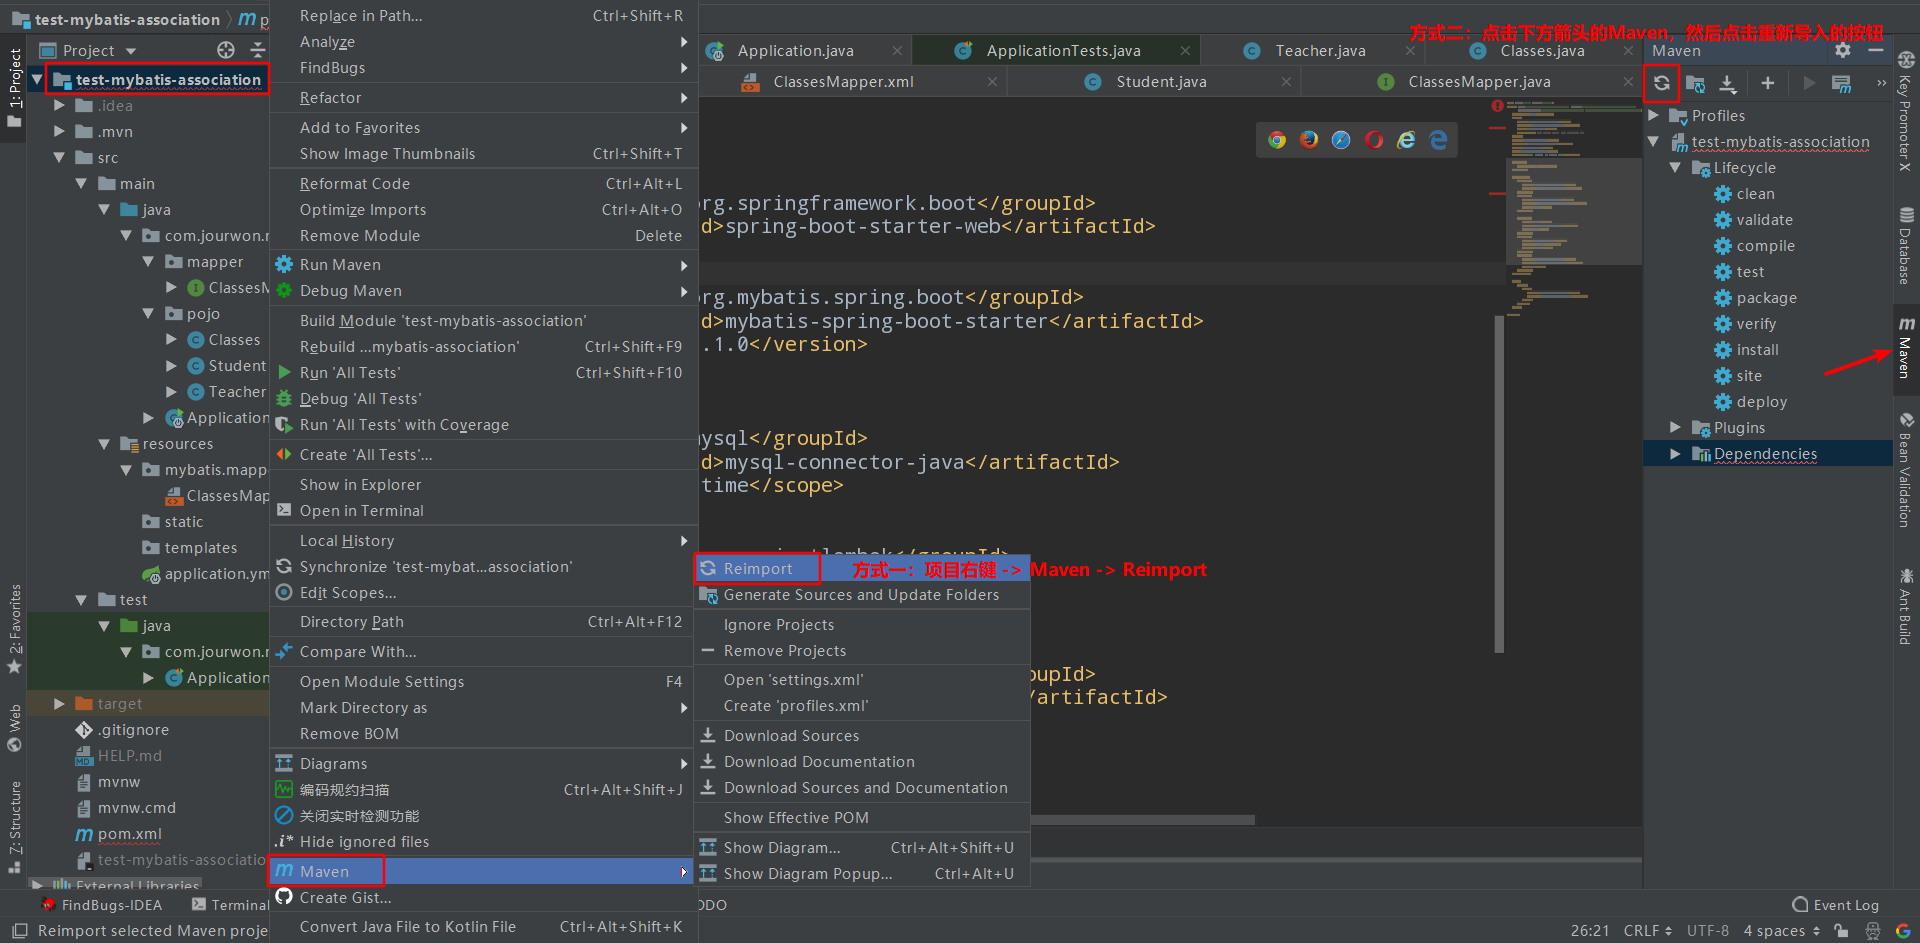 test-mybatis-association
Project
test-mybatis-association
.idea
.mvn
src
main
java
com.jourwon.
mapper
Classes
pojo
Classes
Student
Teacher
Application
resources
mybatis.mapp
ClassesMap
static
templates
application.ym
test
java
com.jourwon.
Application
target
.gitignore
HELP.md
mvnw
mvnw.cmd
pom.xml
test-mybatis-associatio
External Libraries
1: Project
2: Favorites
Web
Z: Structure
Replace in Path... Ctrl+Shift+R
Analyze
FindBugs
Refactor
Add to Favorites
Show Image Thumbnails Ctrl+Shift+T
Reformat Code Ctrl+Alt+L
Optimize Imports Ctrl+Alt+O
Remove Module Delete
Run Maven
Debug Maven
Build Module 'test-mybatis-association'
Rebuild ...mybatis-association' Ctrl+Shift+F9
Run 'All Tests' Ctrl+Shift+F10
Debug 'All Tests'
Run 'All Tests' with Coverage
Create 'All Tests'...
Show in Explorer
Open in Terminal
Local History
Synchronize 'test-mybat...association'
Edit Scopes...
Directory Path Ctrl+Alt+F12
Compare With...
Open Module Settings F4
Mark Directory as
Remove BOM
Diagrams
编码规约扫描 Ctrl+Alt+Shift+J
关闭实时检测功能
.i* Hide ignored files
Maven
Create Gist...
Convert Java File to Kotlin File Ctrl+Alt+Shift+K
Reimport
方式一：项目右键 -> Maven -> Reimport
Generate Sources and Update Folders
Ignore Projects
Remove Projects
Open 'settings.xml'
Create 'profiles.xml'
Download Sources
Download Documentation
Download Sources and Documentation
Show Effective POM
Show Diagram... Ctrl+Alt+Shift+U
Show Diagram Popup... Ctrl+Alt+U
方式二：点击下方箭头的Maven，然后点击重新导入的按钮
Application.java ApplicationTests.java Teacher.java Classes.java
ClassesMapper.xml Student.java ClassesMapper.java
rg.springframework.boot</groupId>
d>spring-boot-starter-web</artifactId>
rg.mybatis.spring.boot</groupId>
d>mybatis-spring-boot-starter</artifactId>
.1.0</version>
ysql</groupId>
d>mysql-connector-java</artifactId>
time</scope>
</groupId>
oupId>
/artifactId>
Maven
Profiles
test-mybatis-association
Lifecycle
clean
validate
compile
test
package
verify
install
site
deploy
Plugins
Dependencies
Key Promoter X
Database
Maven
Bean Validation
Ant Build
FindBugs-IDEA
Terminal
ODO
Event Log
Reimport selected Maven proje
26:21 CRLF UTF-8 4 spaces